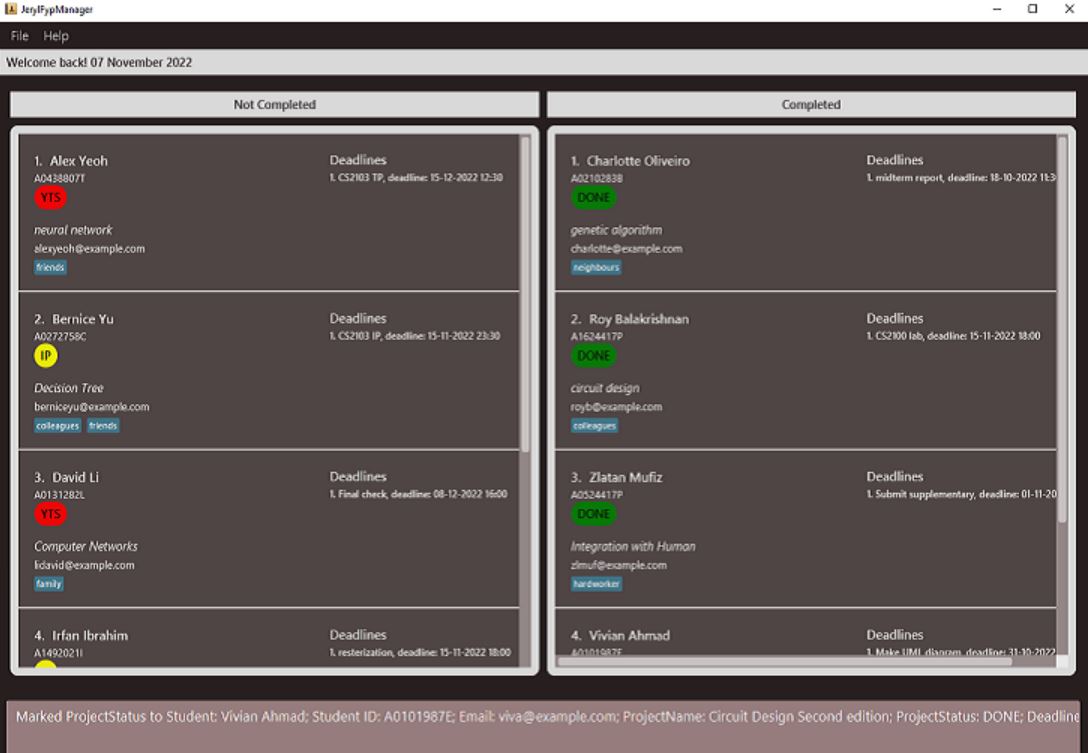 JerylFypManager
File Help
Welcome back! 07 November 2022
Not Completed
1. Alex Yeoh
A0438807T
YTS
neural network
alexyeoh@example.com
friends
Deadlines
1. CS2103 TP, deadline: 15-12-2022 12:30
2. Bernice Yu
A0272758C
IP
Decision Tree
berniceyu@example.com
colleagues friends
Deadlines
1. CS2103 IP, deadline: 15-11-2022 23:30
3. David Li
A0131282L
YTS
Computer Networks
lidavid@example.com
family
Deadlines
1. Final check, deadline: 08-12-2022 16:00
4. Irfan Ibrahim
A1492021I
Deadlines
1. resterization, deadline: 15-11-2022 18:00
Completed
1. Charlotte Oliveiro
A0210283B
DONE
genetic algorithm
charlotte@example.com
neighbours
Deadlines
1. midterm report, deadline: 18-10-2022 11:3
2. Roy Balakrishnan
A1624417P
DONE
circuit design
royb@example.com
colleagues
Deadlines
1. CS2100 lab, deadline: 15-11-2022 18:00
3. Zlatan Mufiz
A0524417P
DONE
Integration with Human
zlmuf@example.com
hardworker
Deadlines
1. Submit supplementary, deadline: 01-11-20
4. Vivian Ahmad
A0101987E
Deadlines
1. Make UML diagram, deadline: 31-10-2022
Marked ProjectStatus to Student: Vivian Ahmad; Student ID: A0101987E; Email: viva@example.com; ProjectName: Circuit Design Second edition; ProjectStatus: DONE; Deadline